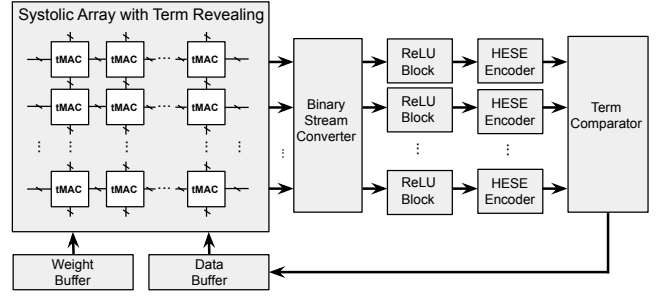 Systolic Array with Term Revealing
tMAC tMAC tMAC
tMAC tMAC tMAC
tMAC tMAC tMAC
Binary
Stream
Converter
ReLU
Block
HESE
Encoder
ReLU
Block
HESE
Encoder
ReLU
Block
HESE
Encoder
Term
Comparator
Weight
Buffer
Data
Buffer